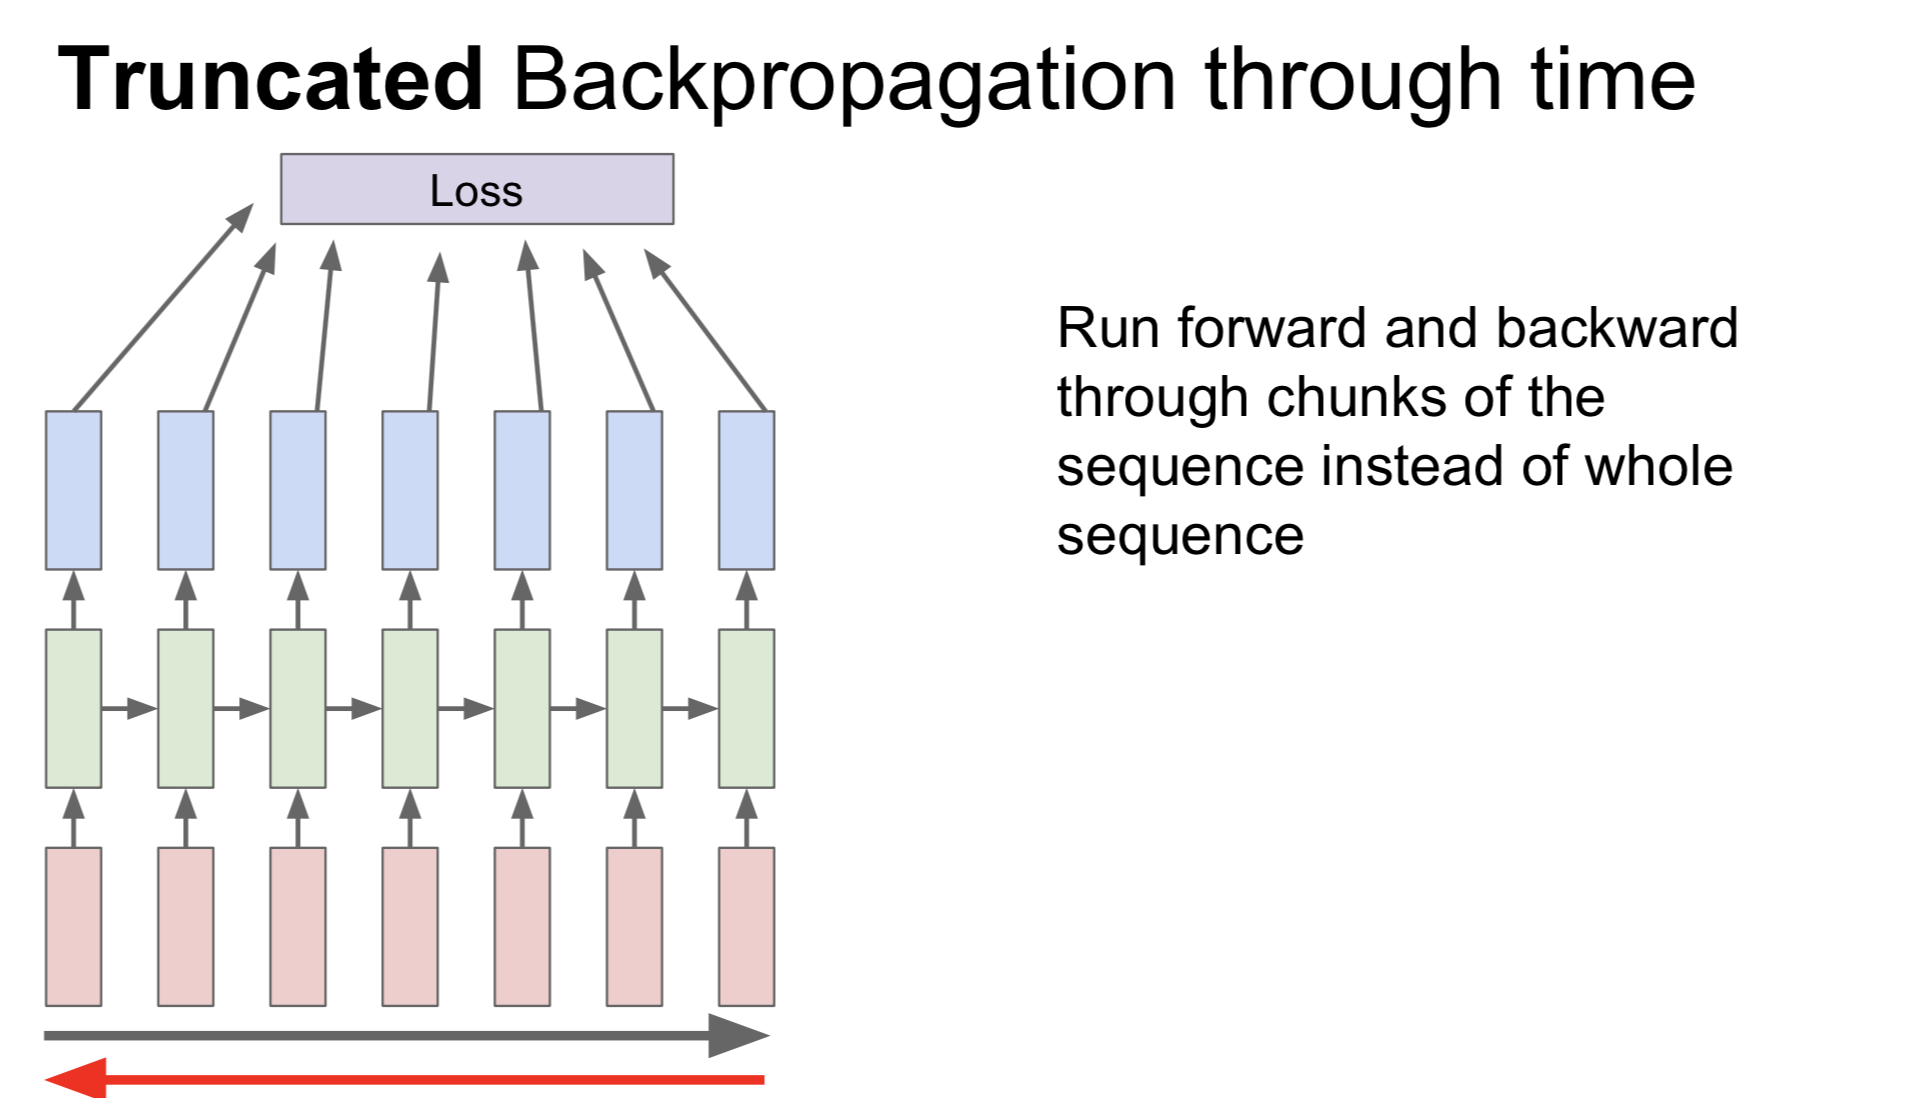 Truncated Backpropagation through time
Loss
Run forward and backward
through chunks of the
sequence instead of whole
sequence